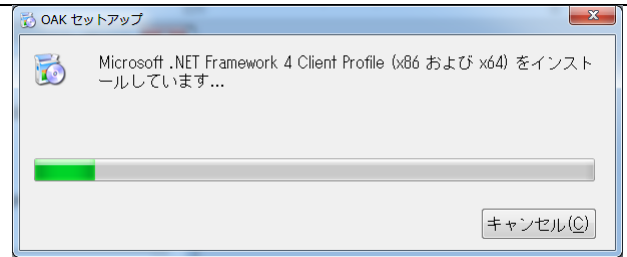 OAK セットアップ
Microsoft .NET Framework 4 Client Profile (x86 および x64) をインスト
ールしています...
キャンセル(C)